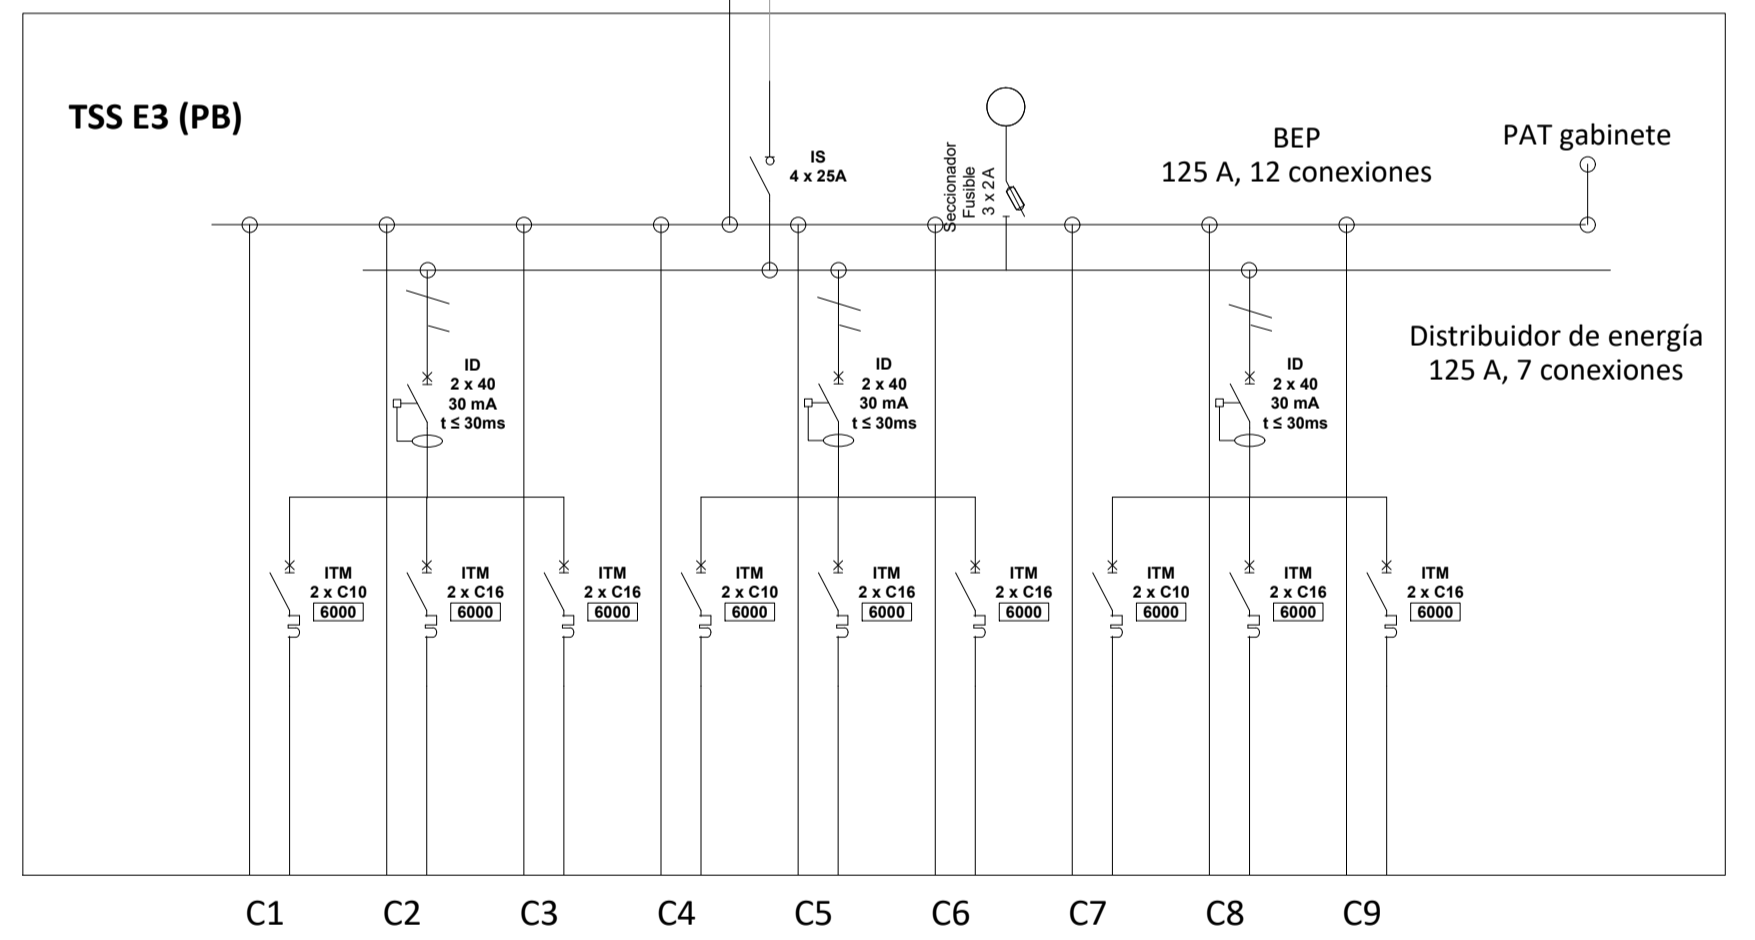 TSS E3 (PB)
IS
4 x 25A
Seccionador
Fusible
3 x 2A
BEP
125 A, 12 conexiones
PAT gabinete
Distribuidor de energía
125 A, 7 conexiones
ID
2 x 40
30 mA
t ≤ 30ms
ID
2 x 40
30 mA
t ≤ 30ms
ID
2 x 40
30 mA
t ≤ 30ms
ITM
2 x C10
6000
ITM
2 x C16
6000
ITM
2 x C16
6000
ITM
2 x C10
6000
ITM
2 x C16
6000
ITM
2 x C16
6000
ITM
2 x C10
6000
ITM
2 x C16
6000
ITM
2 x C16
6000
C1
C2
C3
C4
C5
C6
C7
C8
C9